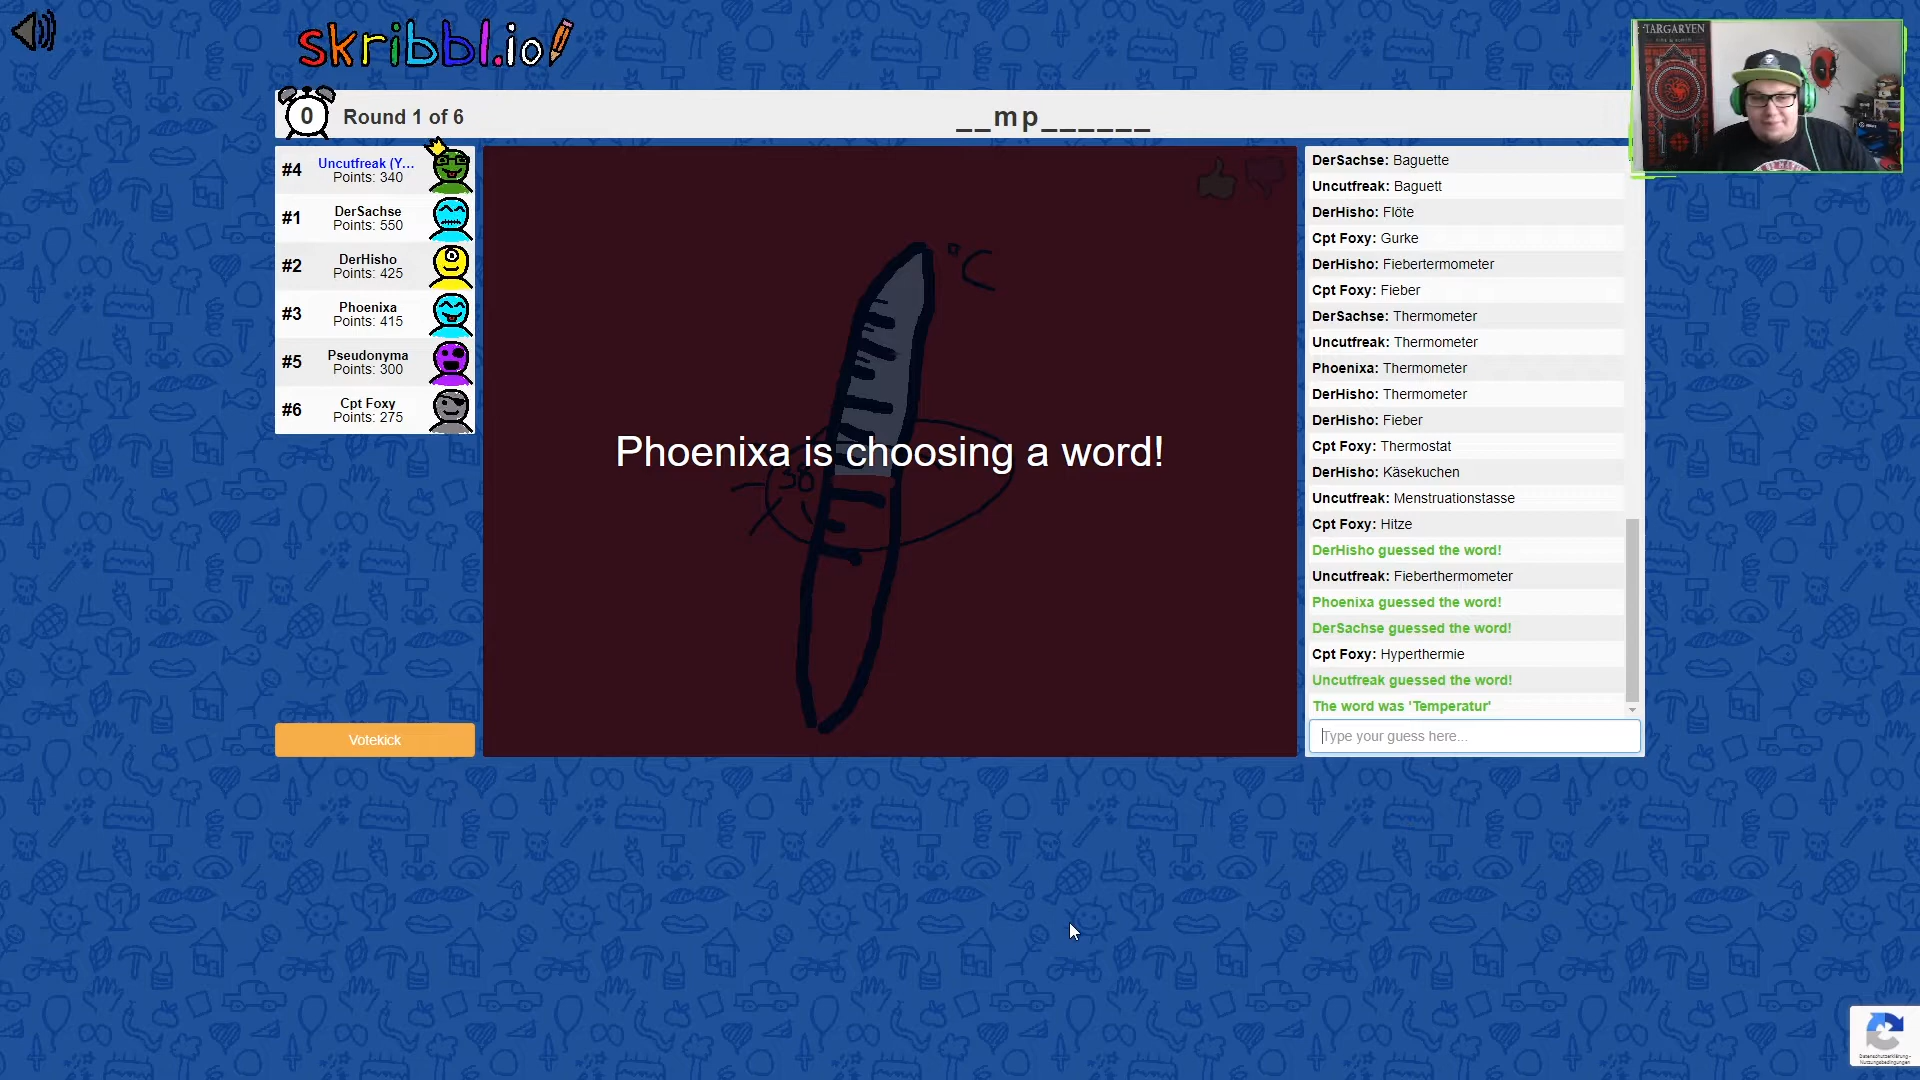 skribbl.io
TARGARYEN
0
Round 1 of 6
__mp______
#4
Uncutfreak (Y...
Points: 340
#1
DerSachse
Points: 550
#2
DerHisho
Points: 425
#3
Phoenixa
Points: 415
#5
Pseudonyma
Points: 300
#6
Cpt Foxy
Points: 275
Votekick
°C
38
Phoenixa is choosing a word!
DerSachse: Baguette
Uncutfreak: Baguett
DerHisho: Flöte
Cpt Foxy: Gurke
DerHisho: Fiebertermometer
Cpt Foxy: Fieber
DerSachse: Thermometer
Uncutfreak: Thermometer
Phoenixa: Thermometer
DerHisho: Thermometer
DerHisho: Fieber
Cpt Foxy: Thermostat
DerHisho: Käsekuchen
Uncutfreak: Menstruationstasse
Cpt Foxy: Hitze
DerHisho guessed the word!
Uncutfreak: Fieberthermometer
Phoenixa guessed the word!
DerSachse guessed the word!
Cpt Foxy: Hyperthermie
Uncutfreak guessed the word!
The word was 'Temperatur'
Type your guess here...
Datenschutzerklärung -
Nutzungsbedingungen